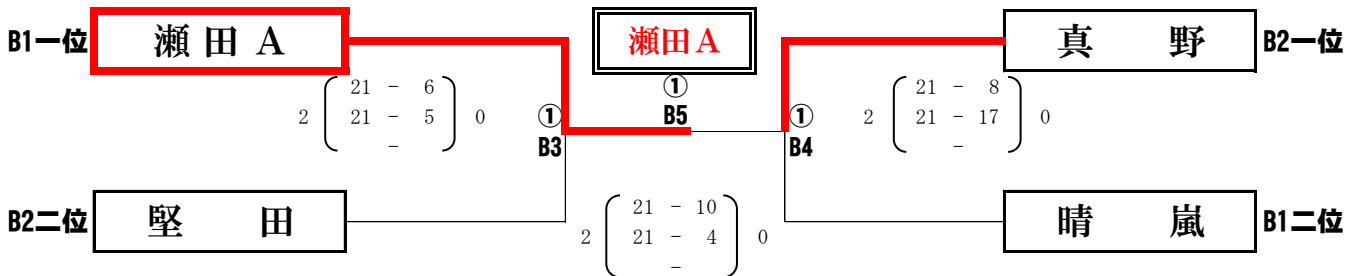 B1一位 瀬田A 瀬田A 真野 B2一位
21 - 6 ① 21 - 8
2 21 - 5 0 ① B5 ① 2 21 - 17 0
- B3 B4 -
B2二位 堅田 21 - 10 晴嵐 B1二位
2 21 - 4 0
-